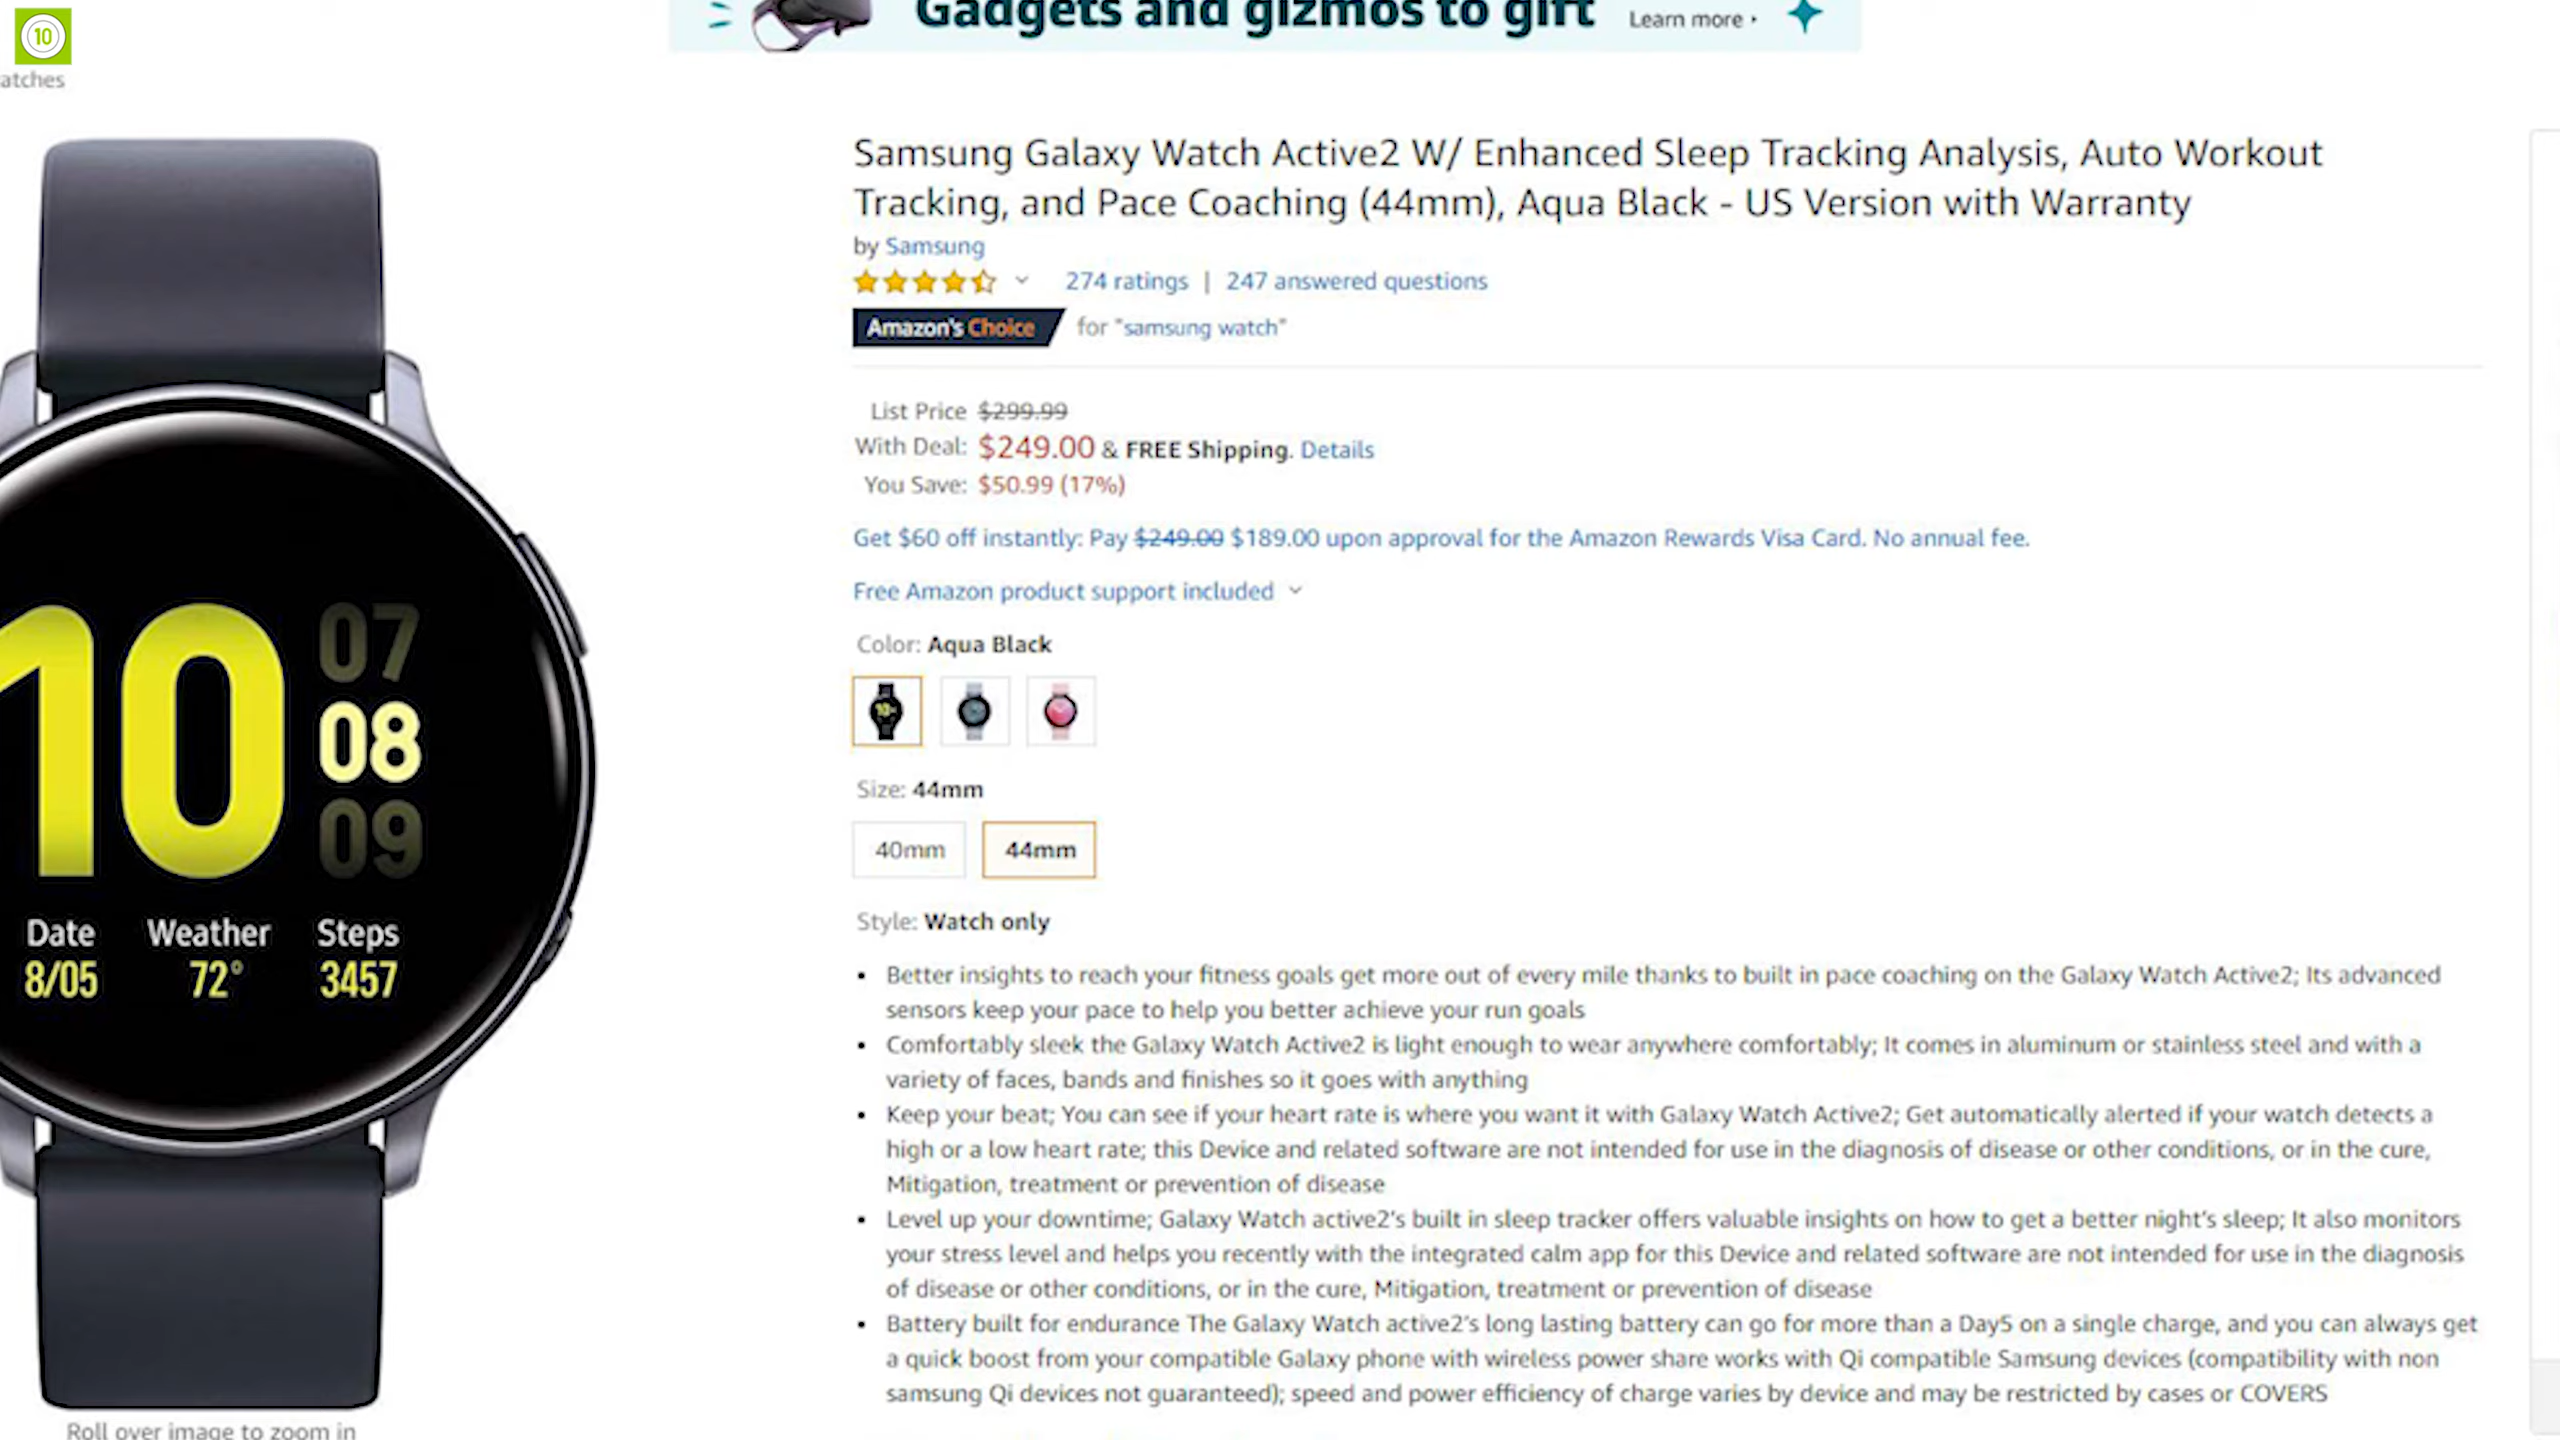 Gadgets and gizmos to gift Learn more
10
atches
Samsung Galaxy Watch Active2 W/ Enhanced Sleep Tracking Analysis, Auto Workout
Tracking, and Pace Coaching (44mm), Aqua Black - US Version with Warranty
by Samsung
274 ratings | 247 answered questions
Amazon's Choice for "samsung watch"
List Price $299.99
With Deal: $249.00 & FREE Shipping. Details
You Save: $50.99 (17%)
Get $60 off instantly: Pay $249.00 $189.00 upon approval for the Amazon Rewards Visa Card. No annual fee.
Free Amazon product support included
Color: Aqua Black
10
Size: 44mm
40mm 44mm
Style: Watch only
• Better insights to reach your fitness goals get more out of every mile thanks to built in pace coaching on the Galaxy Watch Active2; Its advanced
sensors keep your pace to help you better achieve your run goals
• Comfortably sleek the Galaxy Watch Active2 is light enough to wear anywhere comfortably; It comes in aluminum or stainless steel and with a
variety of faces, bands and finishes so it goes with anything
• Keep your beat; You can see if your heart rate is where you want it with Galaxy Watch Active2; Get automatically alerted if your watch detects a
high or a low heart rate; this Device and related software are not intended for use in the diagnosis of disease or other conditions, or in the cure,
Mitigation, treatment or prevention of disease
• Level up your downtime; Galaxy Watch active2's built in sleep tracker offers valuable insights on how to get a better night's sleep; It also monitors
your stress level and helps you recently with the integrated calm app for this Device and related software are not intended for use in the diagnosis
of disease or other conditions, or in the cure, Mitigation, treatment or prevention of disease
• Battery built for endurance The Galaxy Watch active2's long lasting battery can go for more than a Day5 on a single charge, and you can always get
a quick boost from your compatible Galaxy phone with wireless power share works with Qi compatible Samsung devices (compatibility with non
samsung Qi devices not guaranteed); speed and power efficiency of charge varies by device and may be restricted by cases or COVERS
07
10 08
09
Date Weather Steps
8/05 72° 3457
Roll over image to zoom in